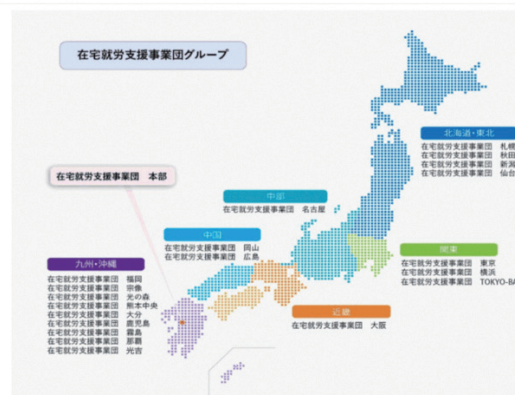 在宅就労支援事業団グループ
北海道・東北
在宅就労支援事業団 札幌
在宅就労支援事業団 秋田
在宅就労支援事業団 新潟
在宅就労支援事業団 仙台
在宅就労支援事業団 本部
中部
在宅就労支援事業団 名古屋
中国
在宅就労支援事業団 岡山
在宅就労支援事業団 広島
関東
在宅就労支援事業団 東京
在宅就労支援事業団 横浜
在宅就労支援事業団 TOKYO-BA
九州・沖縄
在宅就労支援事業団 福岡
在宅就労支援事業団 宗像
在宅就労支援事業団 光の森
在宅就労支援事業団 熊本中央
在宅就労支援事業団 大分
在宅就労支援事業団 鹿児島
在宅就労支援事業団 霧島
在宅就労支援事業団 那覇
在宅就労支援事業団 光吉
近畿
在宅就労支援事業団 大阪